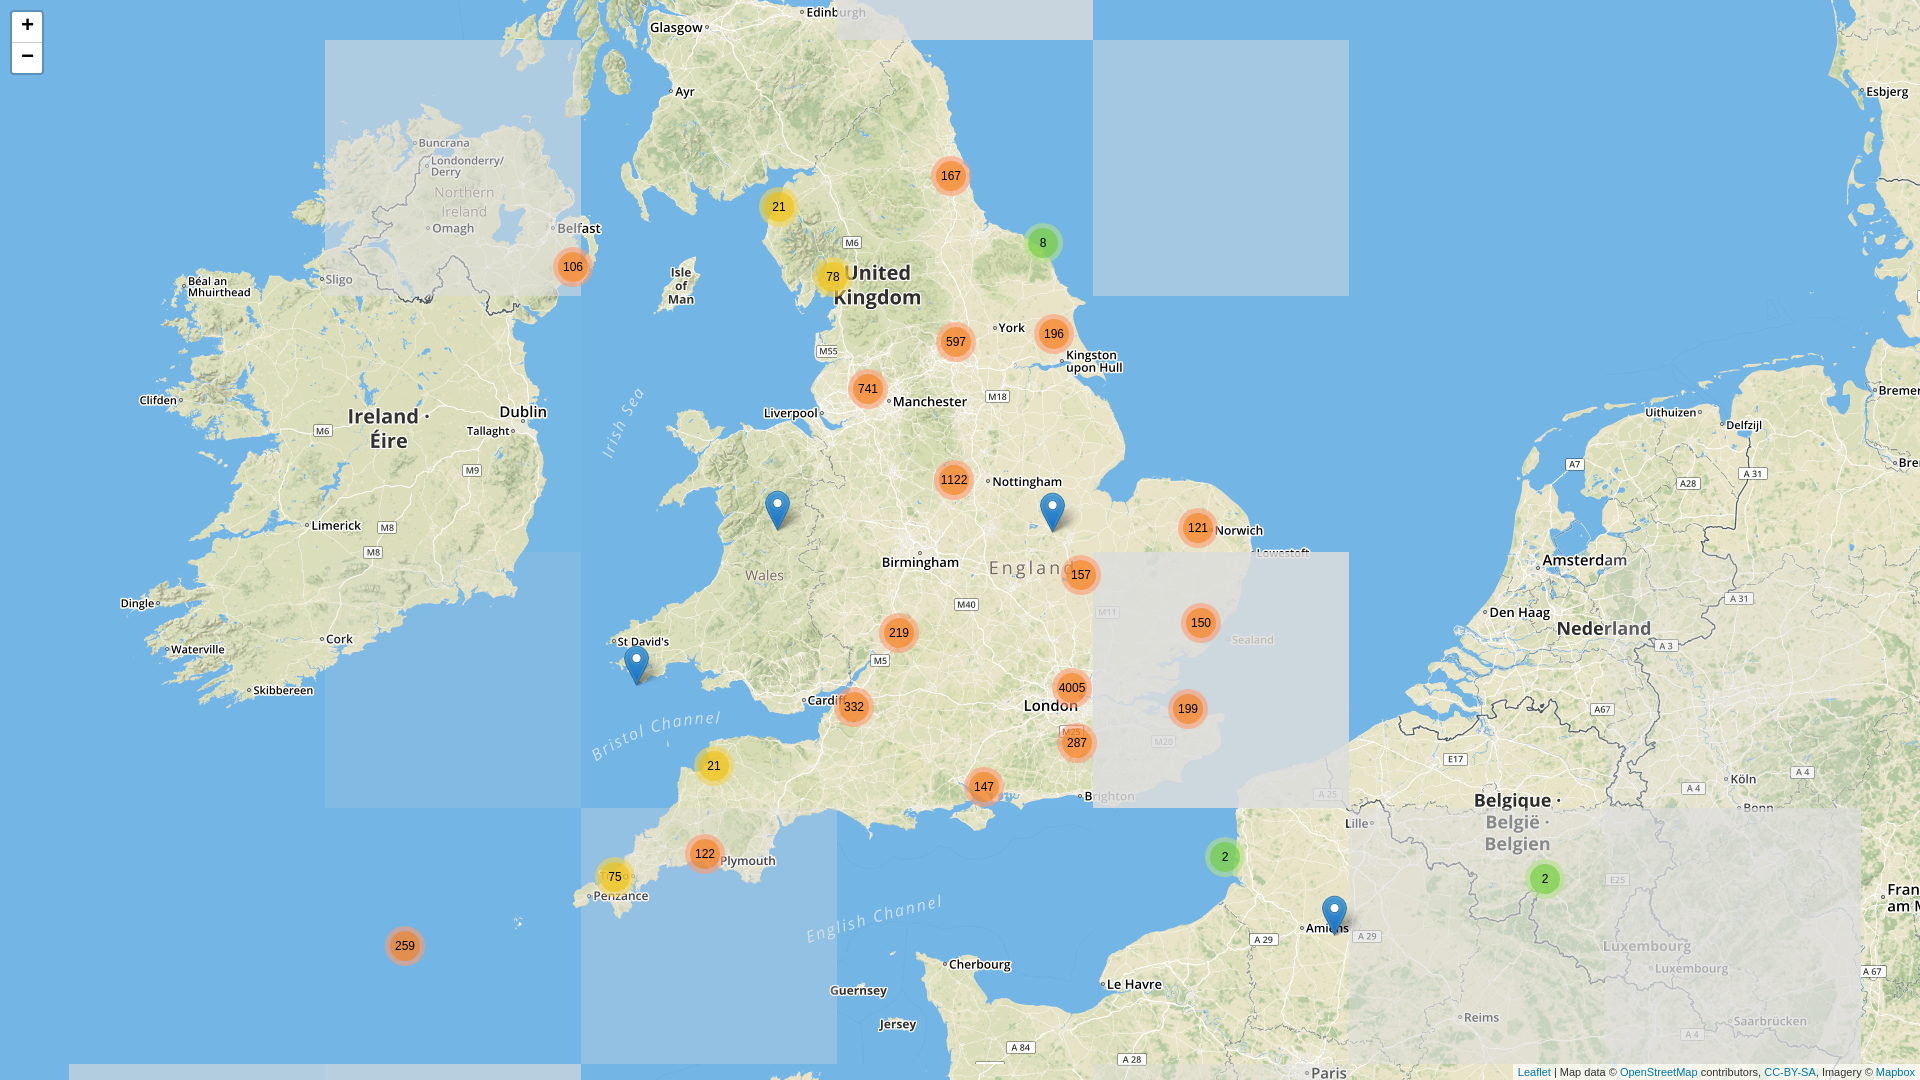 +
−
Edinburgh
Glasgow
Ayr
Esbjerg
Buncrana
Londonderry/
Derry
167
Northern
Ireland
21
Omagh
Belfast
M6
8
106
Isle
of
Man
78
United
Kingdom
Sligo
Béal an
Mhuirthead
York
196
597
M55
Kingston
upon Hull
741
M18
Clifden
Manchester
Liverpool
Dublin
Ireland ·
Éire
M6
Tallaght
Irish Sea
M9
Uithuizen
Delfzijl
A7
A 31
A28
1122
Nottingham
Limerick
M8
M8
121
Norwich
Lowestoft
Birmingham
England
157
Wales
Amsterdam
A 31
Dingle
M40
M11
Den Haag
150
Nederland
219
Sealand
Cork
St David's
Waterville
M5
A 3
Skibbereen
4005
Cardiff
332
London
199
A67
Bristol Channel
M25
287
M20
E17
21
147
Köln
A 4
A 4
Brighton
A 25
Belgique ·
België ·
Belgien
Bonn
Lille
122
Plymouth
2
75
Penzance
2
E25
English Channel
Amiens
A 29
A 29
259
Luxembourg
Luxembourg
Cherbourg
A 67
Le Havre
Guernsey
Jersey
Reims
Saarbrücken
A 4
A 84
A 28
Paris
Leaflet | Map data © OpenStreetMap contributors, CC-BY-SA, Imagery © Mapbox